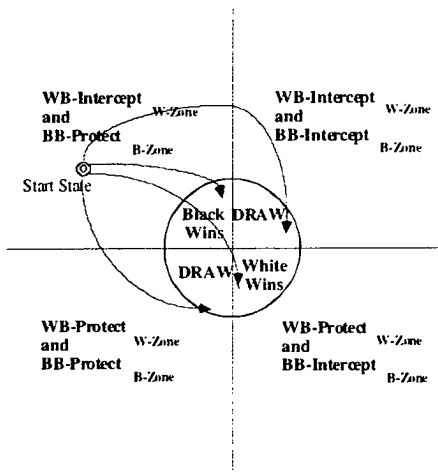 WB-Intercept
and W-Zone
BB-Protect
B-Zone
WB-Intercept
and W-Zone
BB-Intercept
B-Zone
Start State
Black DRAW
Wins
DRAW White
Wins
WB-Protect
and W-Zone
BB-Protect
B-Zone
WB-Protect
and W-Zone
BB-Intercept
B-Zone